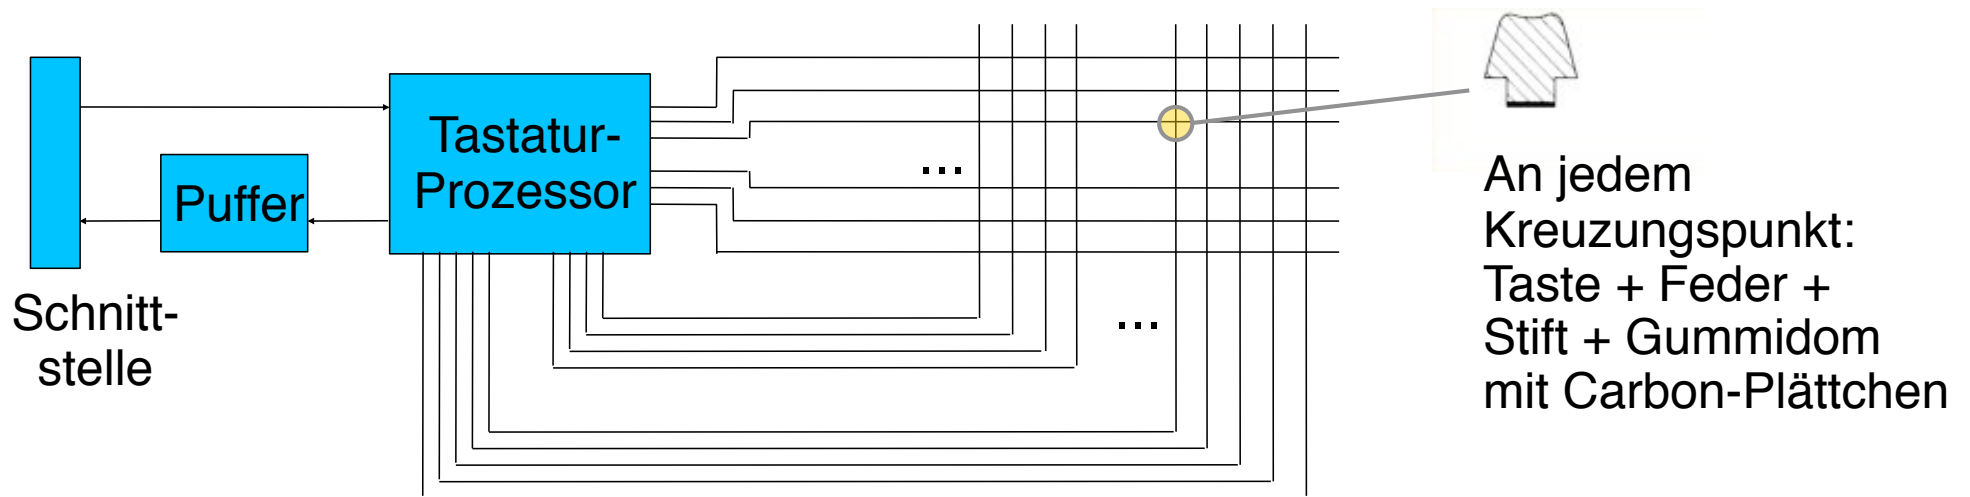 Tastatur-
Prozessor
Puffer
Schnitt-
stelle
...
...
An jedem
Kreuzungspunkt:
Taste + Feder +
Stift + Gummidom
mit Carbon-Plättchen